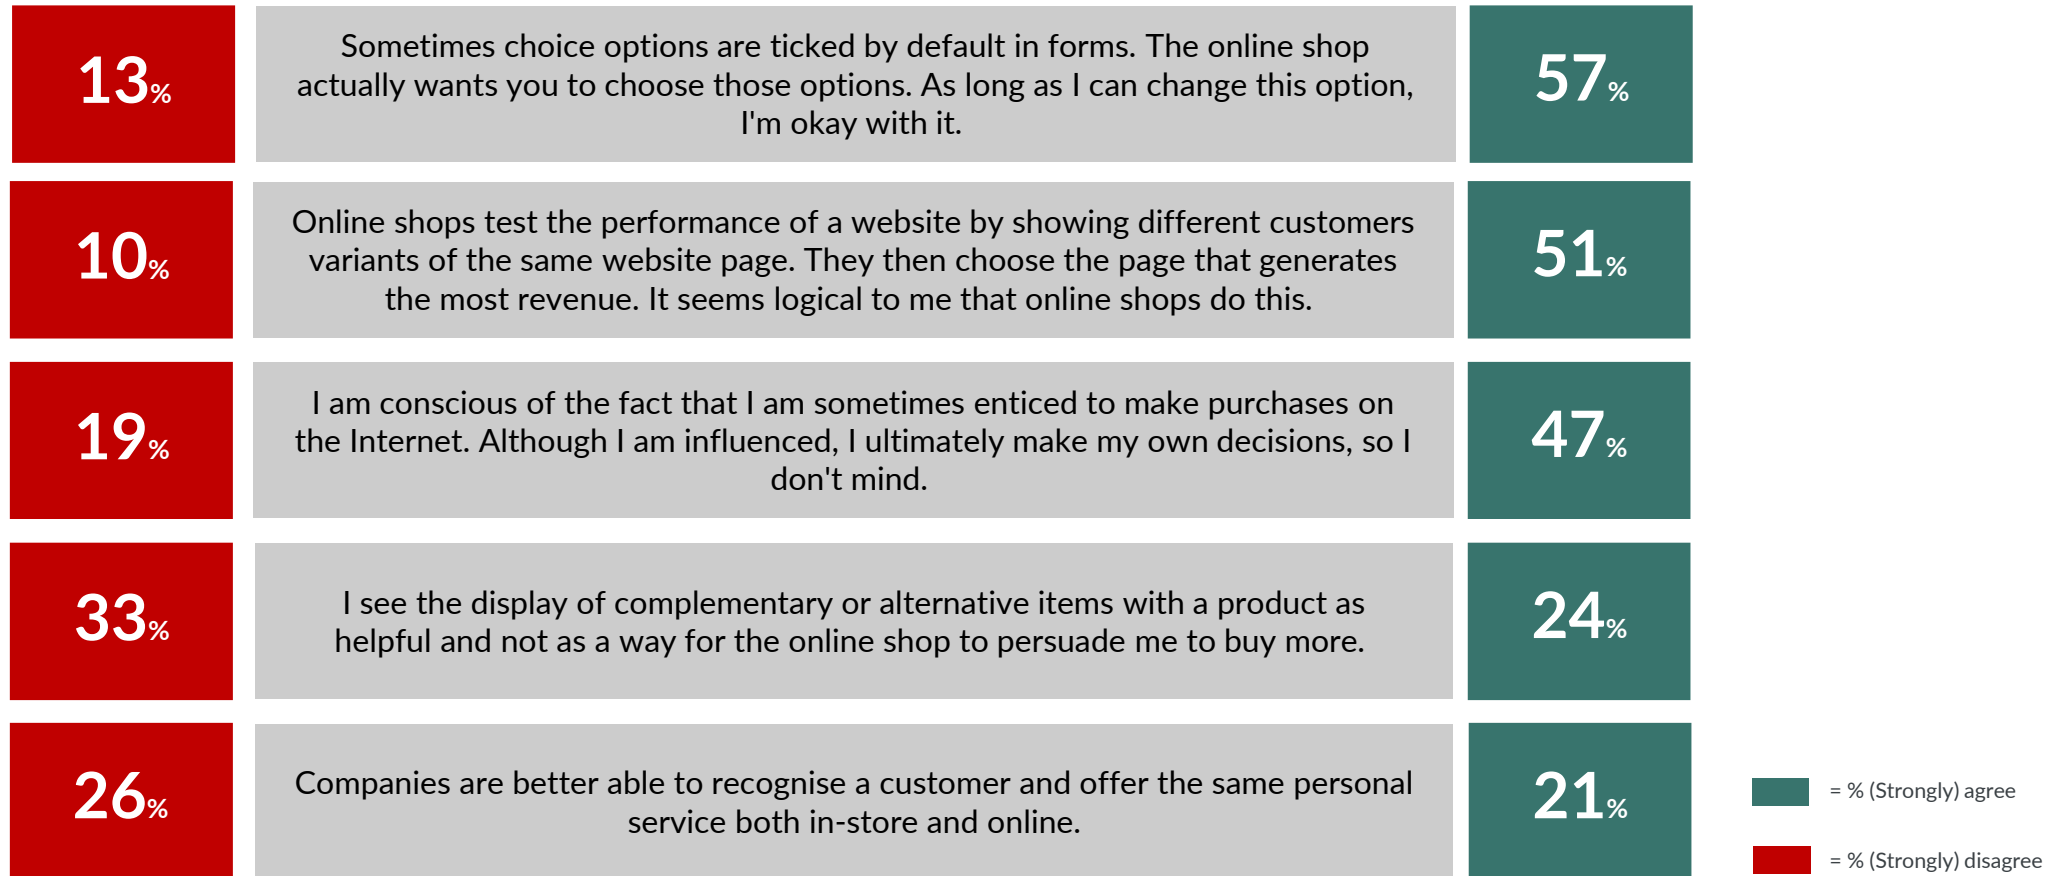 13%
Sometimes choice options are ticked by default in forms. The online shop
actually wants you to choose those options. As long as I can change this option,
I'm okay with it.
57%
10%
Online shops test the performance of a website by showing different customers
variants of the same website page. They then choose the page that generates
the most revenue. It seems logical to me that online shops do this.
51%
19%
I am conscious of the fact that I am sometimes enticed to make purchases on
the Internet. Although I am influenced, I ultimately make my own decisions, so I
don't mind.
47%
33%
I see the display of complementary or alternative items with a product as
helpful and not as a way for the online shop to persuade me to buy more.
24%
26%
Companies are better able to recognise a customer and offer the same personal
service both in-store and online.
21%
= % (Strongly) agree
= % (Strongly) disagree